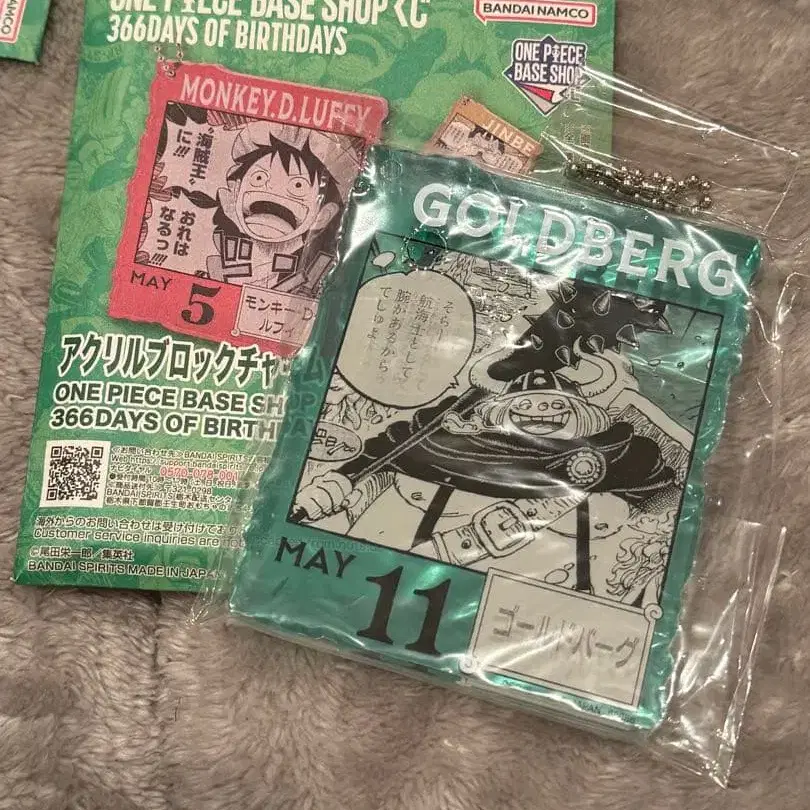 NAMCO
ONE PIECE BASE SHOP
366DAYS OF BIRTHDAYS
BANDAI NAMCO
ONE PIECE
BASE SHOP
MONKEY.D.LUFFY
“海賊王”
に!!!
おれは
なるっ!!!!
MAY
5
モンキー・D・
ルフィ
JINBE
アクリルブロックチャーム
ONE PIECE BASE SHOP
366DAYS OF BIRTHDAYS
BANDAI SPIRITS
0570-078-001
海外からのお問い合わせは受け付けており
customer service inquiries are
©尾田栄一郎／集英社
BANDAI SPIRITS MADE IN JAPAN
GOLDBERG
航海士として
腕があるから
でしょ
MAY
11
ゴールドバーグ